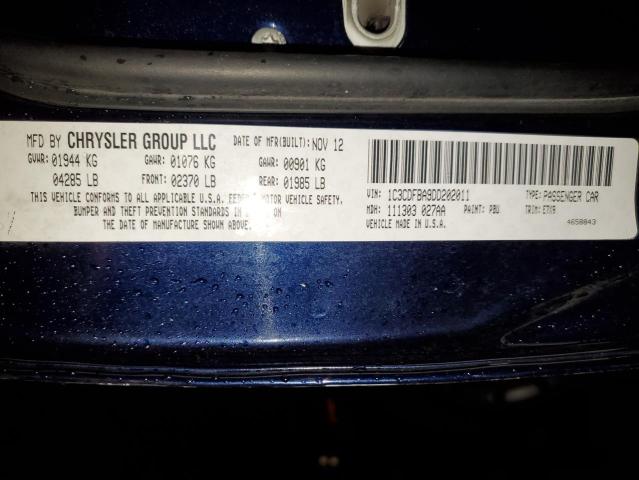 MFD BY CHRYSLER GROUP LLC DATE OF MFR(BUILT): NOV 12
GVWR: 01944 KG GAWR: 01076 KG GAWR: 00901 KG
04285 LB FRONT: 02370 LB REAR: 01985 LB
THIS VEHICLE CONFORMS TO ALL APPLICABLE U.S.A. FEDERAL MOTOR VEHICLE SAFETY,
BUMPER AND THEFT PREVENTION STANDARDS IN ON
THE DATE OF MANUFACTURE SHOWN ABOVE.
VIN: 1C3CDFBA9DD202011 TYPE: PASSENGER CAR
MDH: 111303 027AA PAINT: PBU TRIM: E7X9
VEHICLE MADE IN U.S.A. 4658843